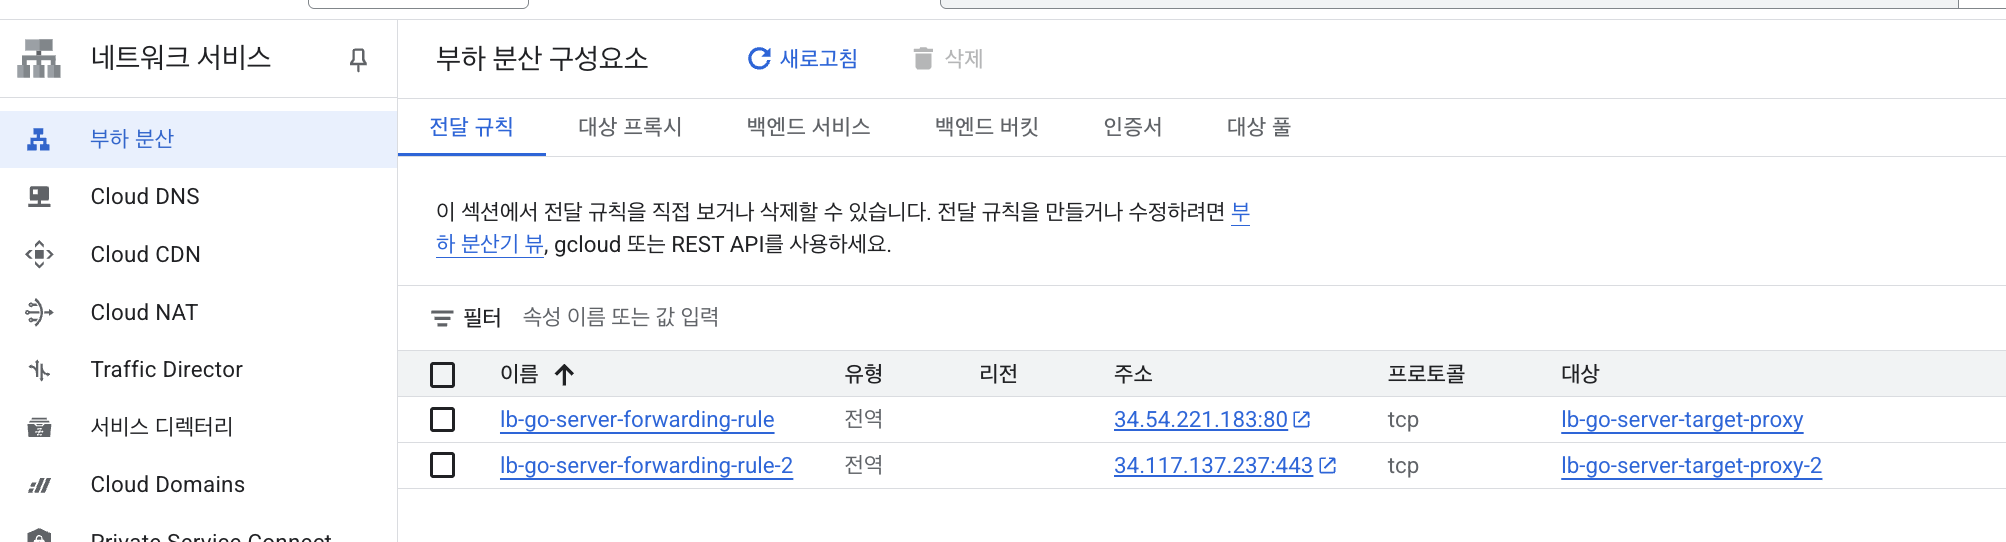 네트워크 서비스
부하 분산
Cloud DNS
Cloud CDN
Cloud NAT
Traffic Director
서비스 디렉터리
Cloud Domains
Private Service Connect
부하 분산 구성요소 새로고침 삭제
전달 규칙 대상 프록시 백엔드 서비스 백엔드 버킷 인증서 대상 풀
이 섹션에서 전달 규칙을 직접 보거나 삭제할 수 있습니다. 전달 규칙을 만들거나 수정하려면 부
하 분산기 뷰, gcloud 또는 REST API를 사용하세요.
필터 속성 이름 또는 값 입력
이름 유형 리전 주소 프로토콜 대상
lb-go-server-forwarding-rule 전역 34.54.221.183:80 tcp lb-go-server-target-proxy
lb-go-server-forwarding-rule-2 전역 34.117.137.237:443 tcp lb-go-server-target-proxy-2